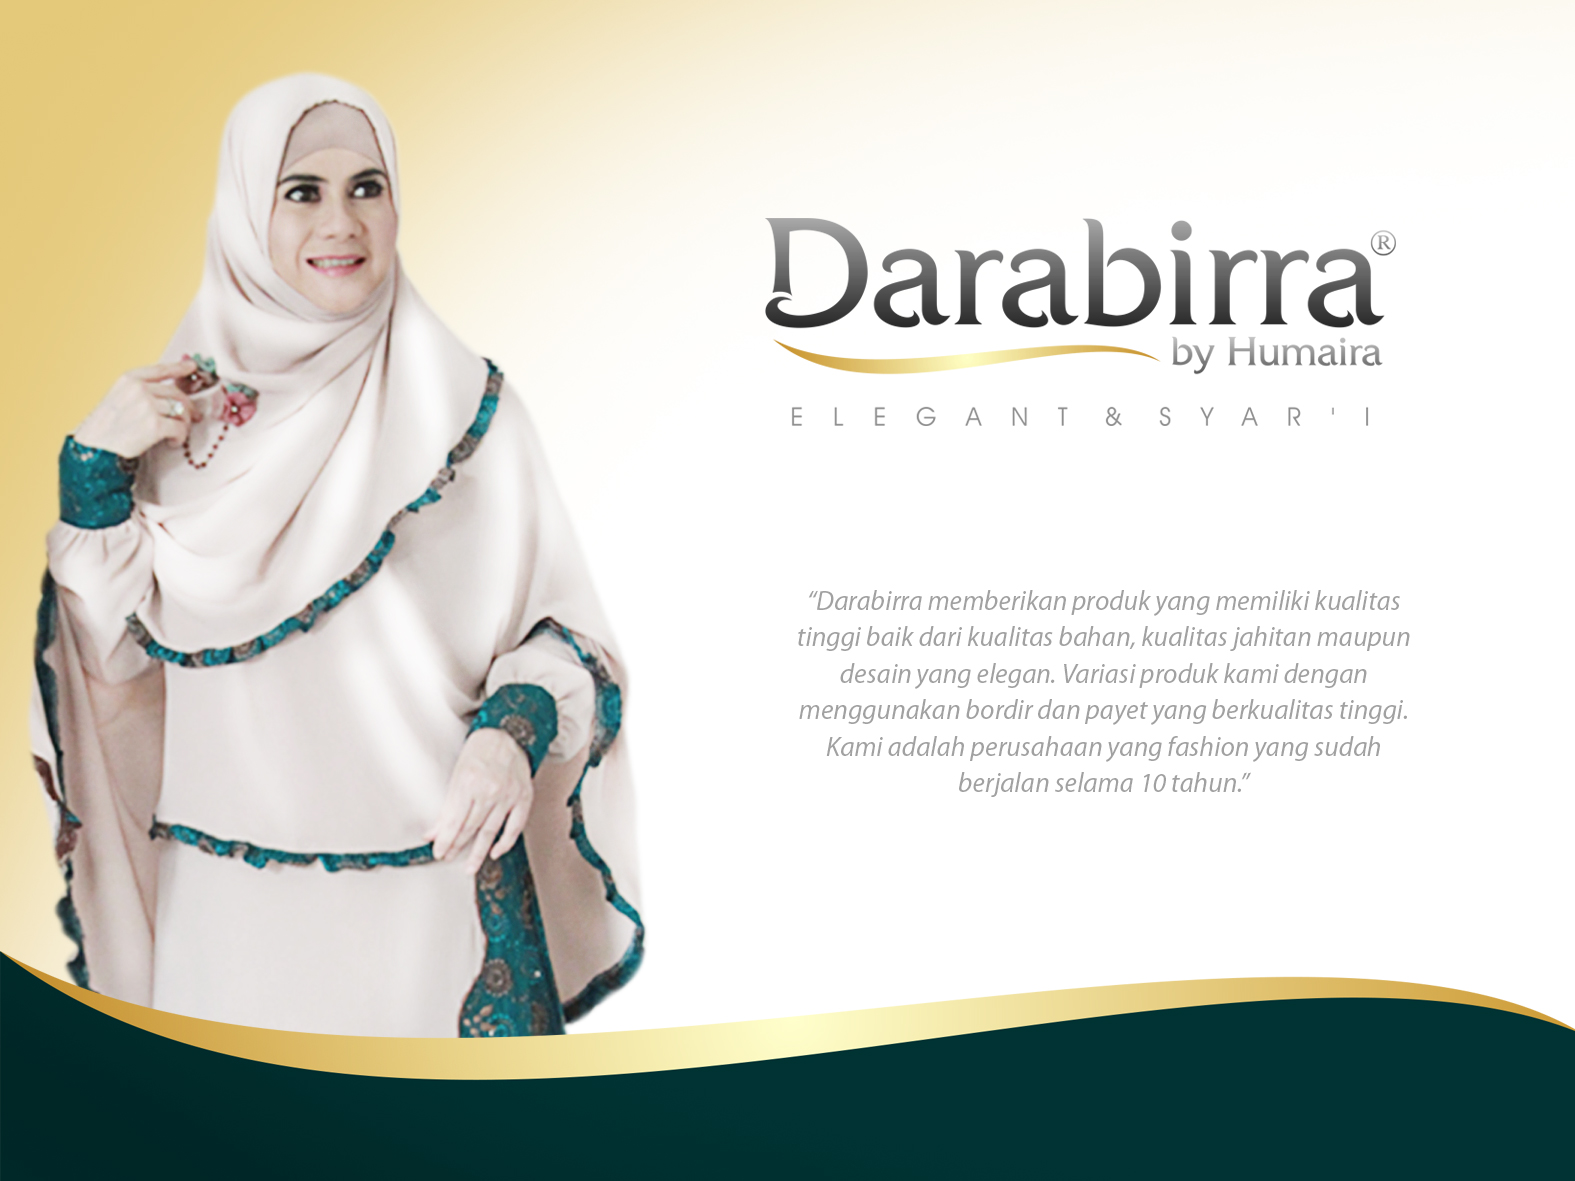 Darabirra®
by Humaira
ELEGANT & SYAR'I
“Darabirra memberikan produk yang memiliki kualitas
tinggi baik dari kualitas bahan, kualitas jahitan maupun
desain yang elegan. Variasi produk kami dengan
menggunakan bordir dan payet yang berkualitas tinggi.
Kami adalah perusahaan yang fashion yang sudah
berjalan selama 10 tahun.”